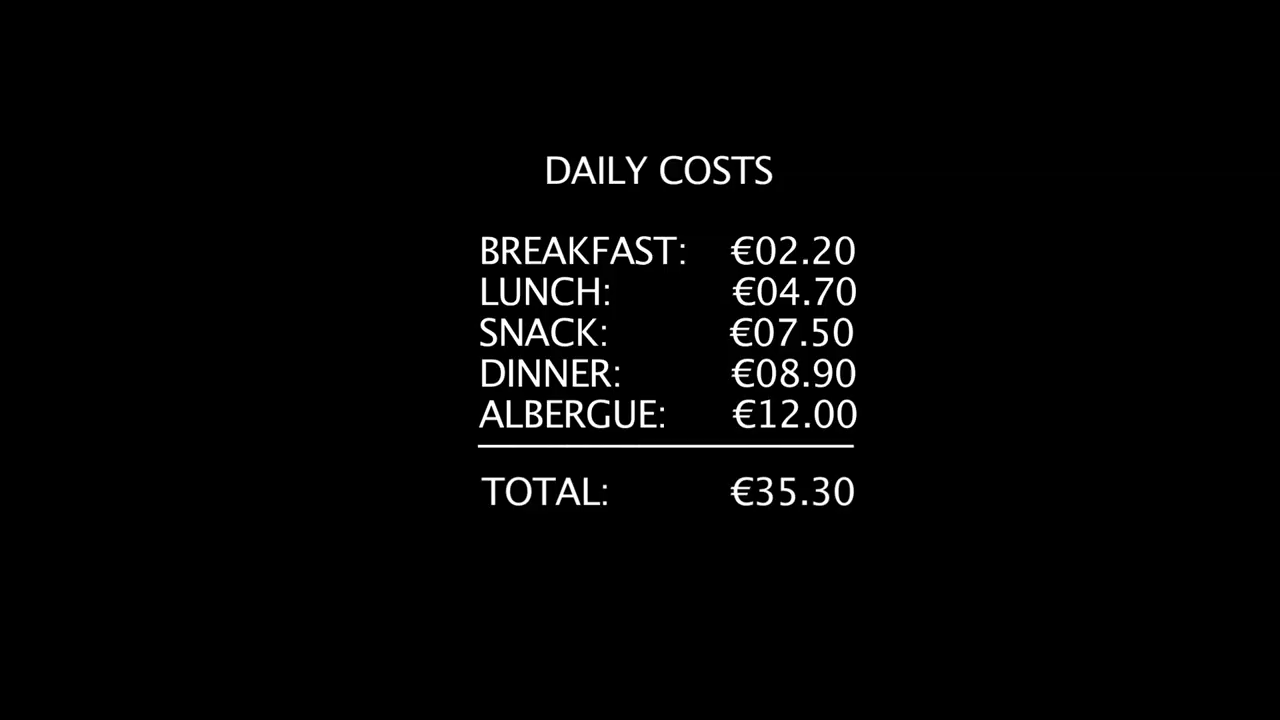 DAILY COSTS
BREAKFAST: €02.20
LUNCH: €04.70
SNACK: €07.50
DINNER: €08.90
ALBERGUE: €12.00
TOTAL: €35.30